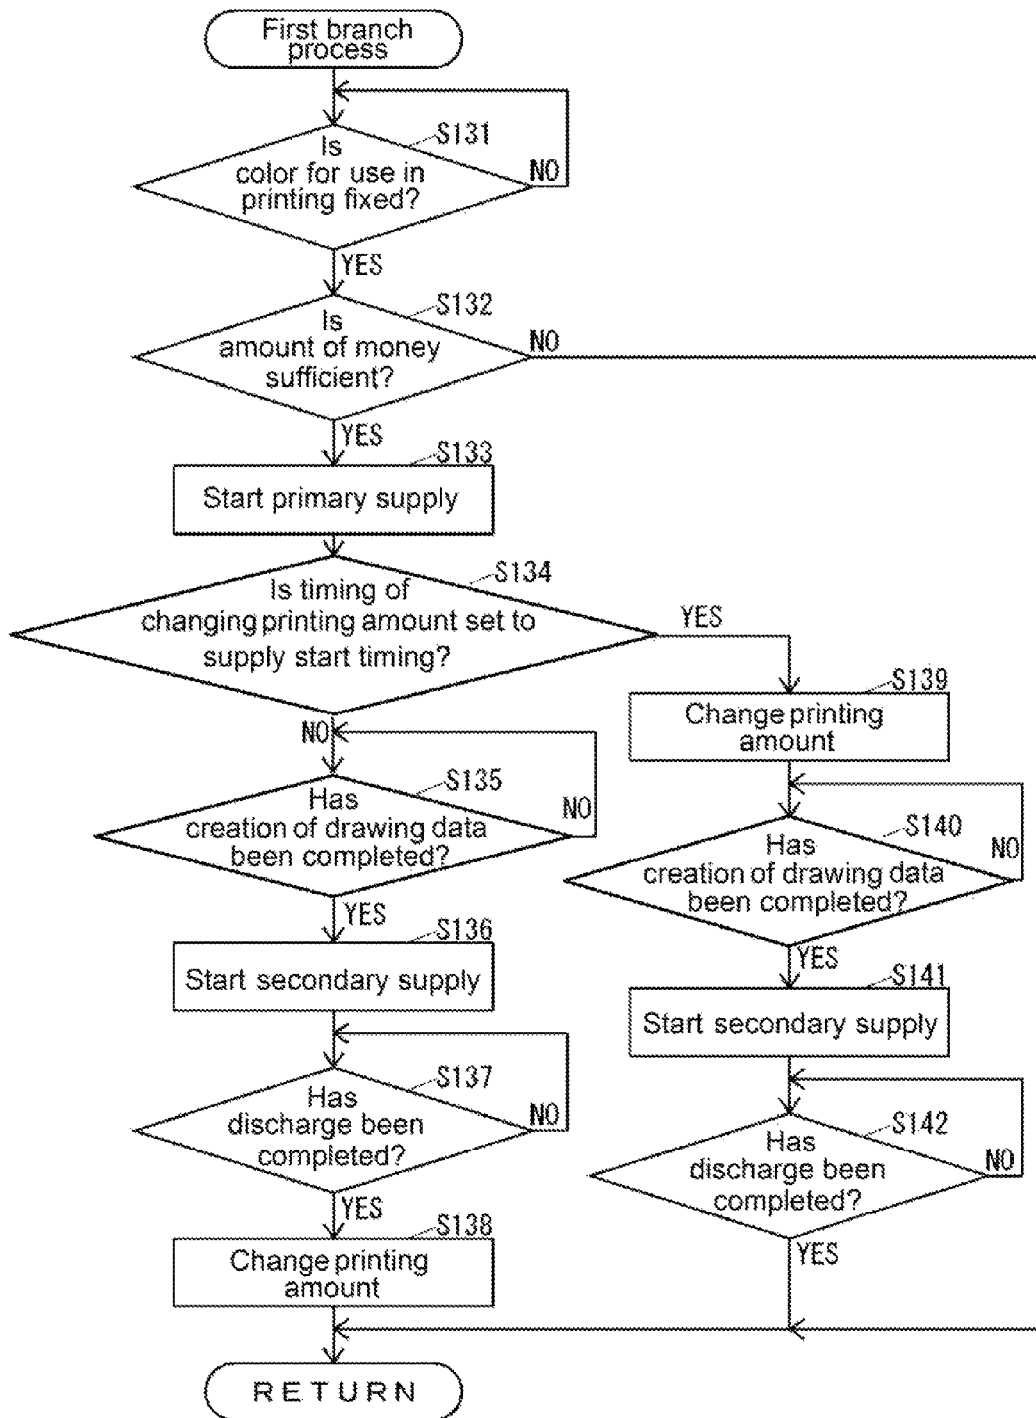 First branch
process
S131
Is
color for use in
printing fixed?
NO
YES
S132
Is
amount of money
sufficient?
NO
YES
S133
Start primary supply
S134
Is timing of
changing printing amount set to
supply start timing?
YES
NO
S139
Change printing
amount
S135
Has
creation of drawing data
been completed?
NO
YES
S140
Has
creation of drawing data
been completed?
NO
YES
S136
Start secondary supply
S141
Start secondary supply
S137
Has
discharge been
completed?
NO
YES
S142
Has
discharge been
completed?
NO
YES
S138
Change printing
amount
RETURN